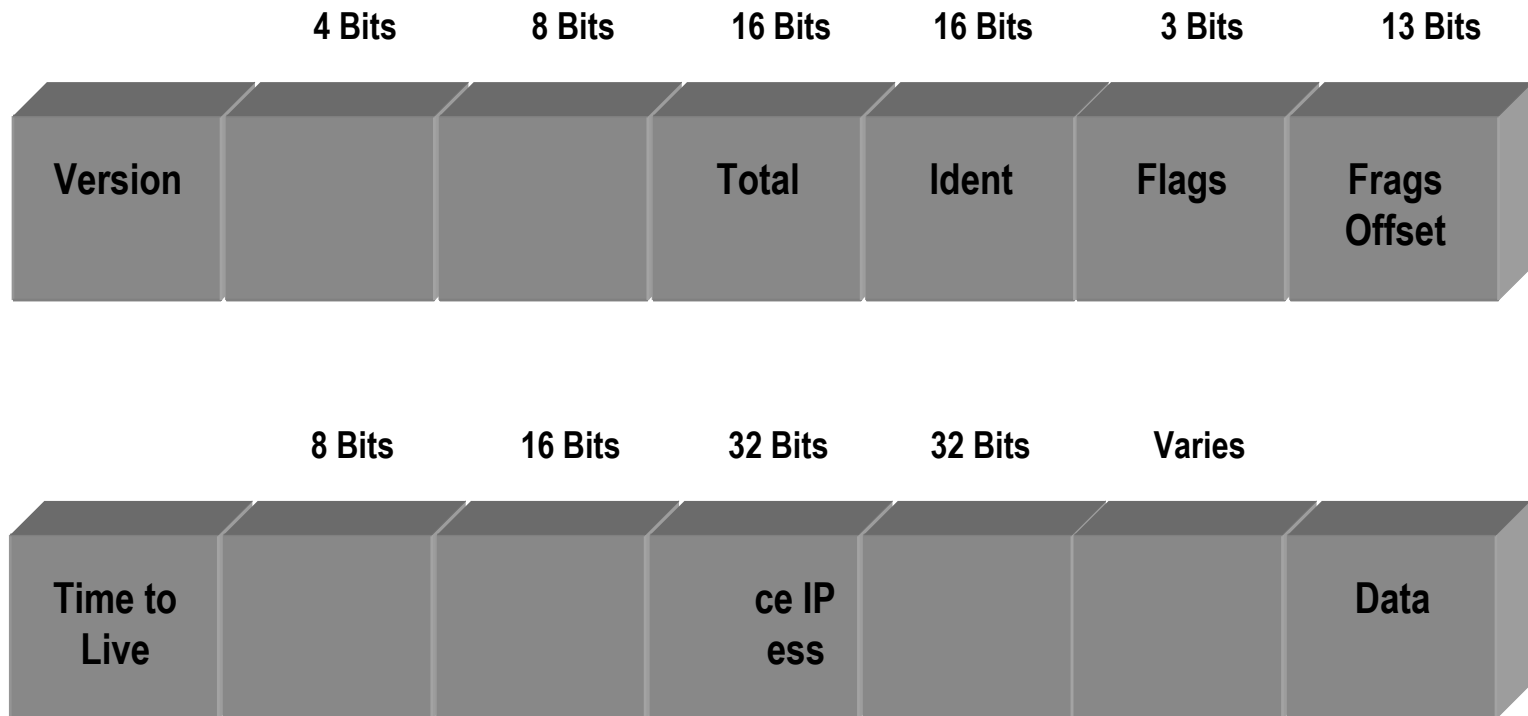 4 Bits 8 Bits 16 Bits 16 Bits 3 Bits 13 Bits
Version Total Ident Flags Frags
Offset
8 Bits 16 Bits 32 Bits 32 Bits Varies
Time to ce IP Data
Live ess